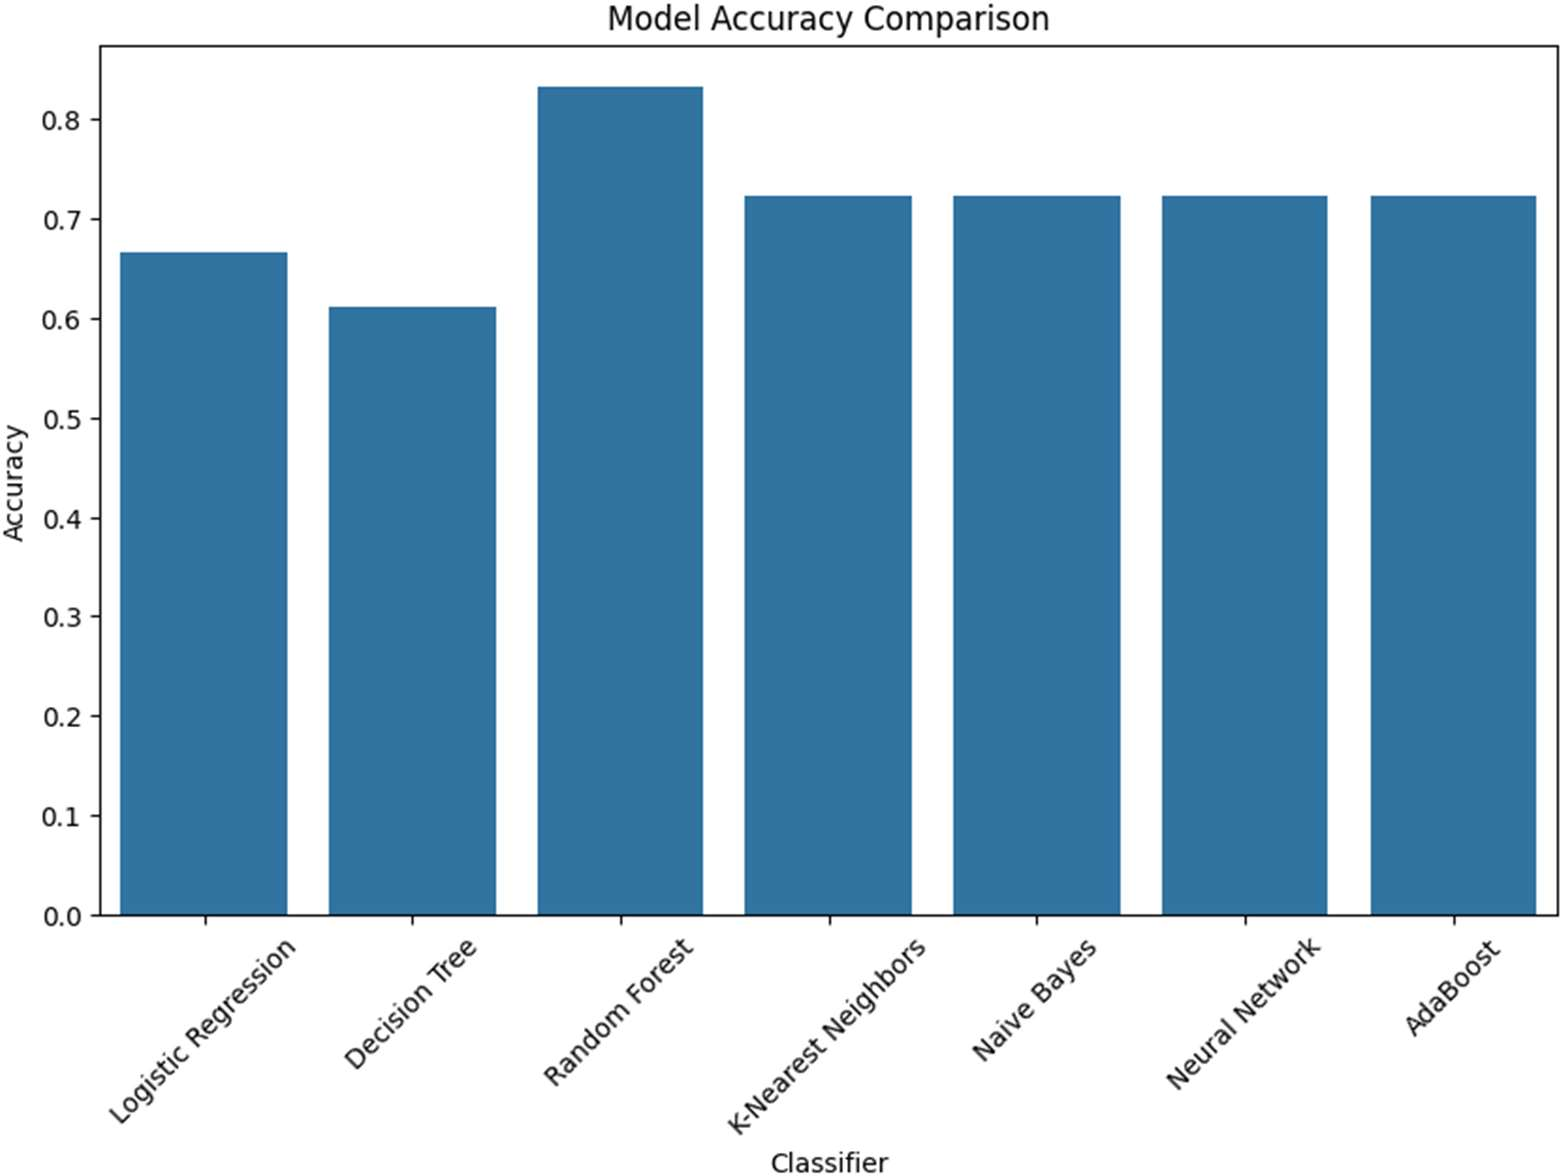 Model Accuracy Comparison
0.8
0.7
0.6
0.5
0.4
0.3
0.2
0.1
0.0
Accuracy
Logistic Regression
Decision Tree
Random Forest
K-Nearest Neighbors
Naive Bayes
Neural Network
AdaBoost
Classifier